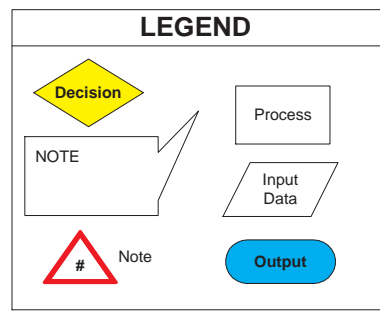 LEGEND
Decision
Process
NOTE
Input
Data
#
Note
Output